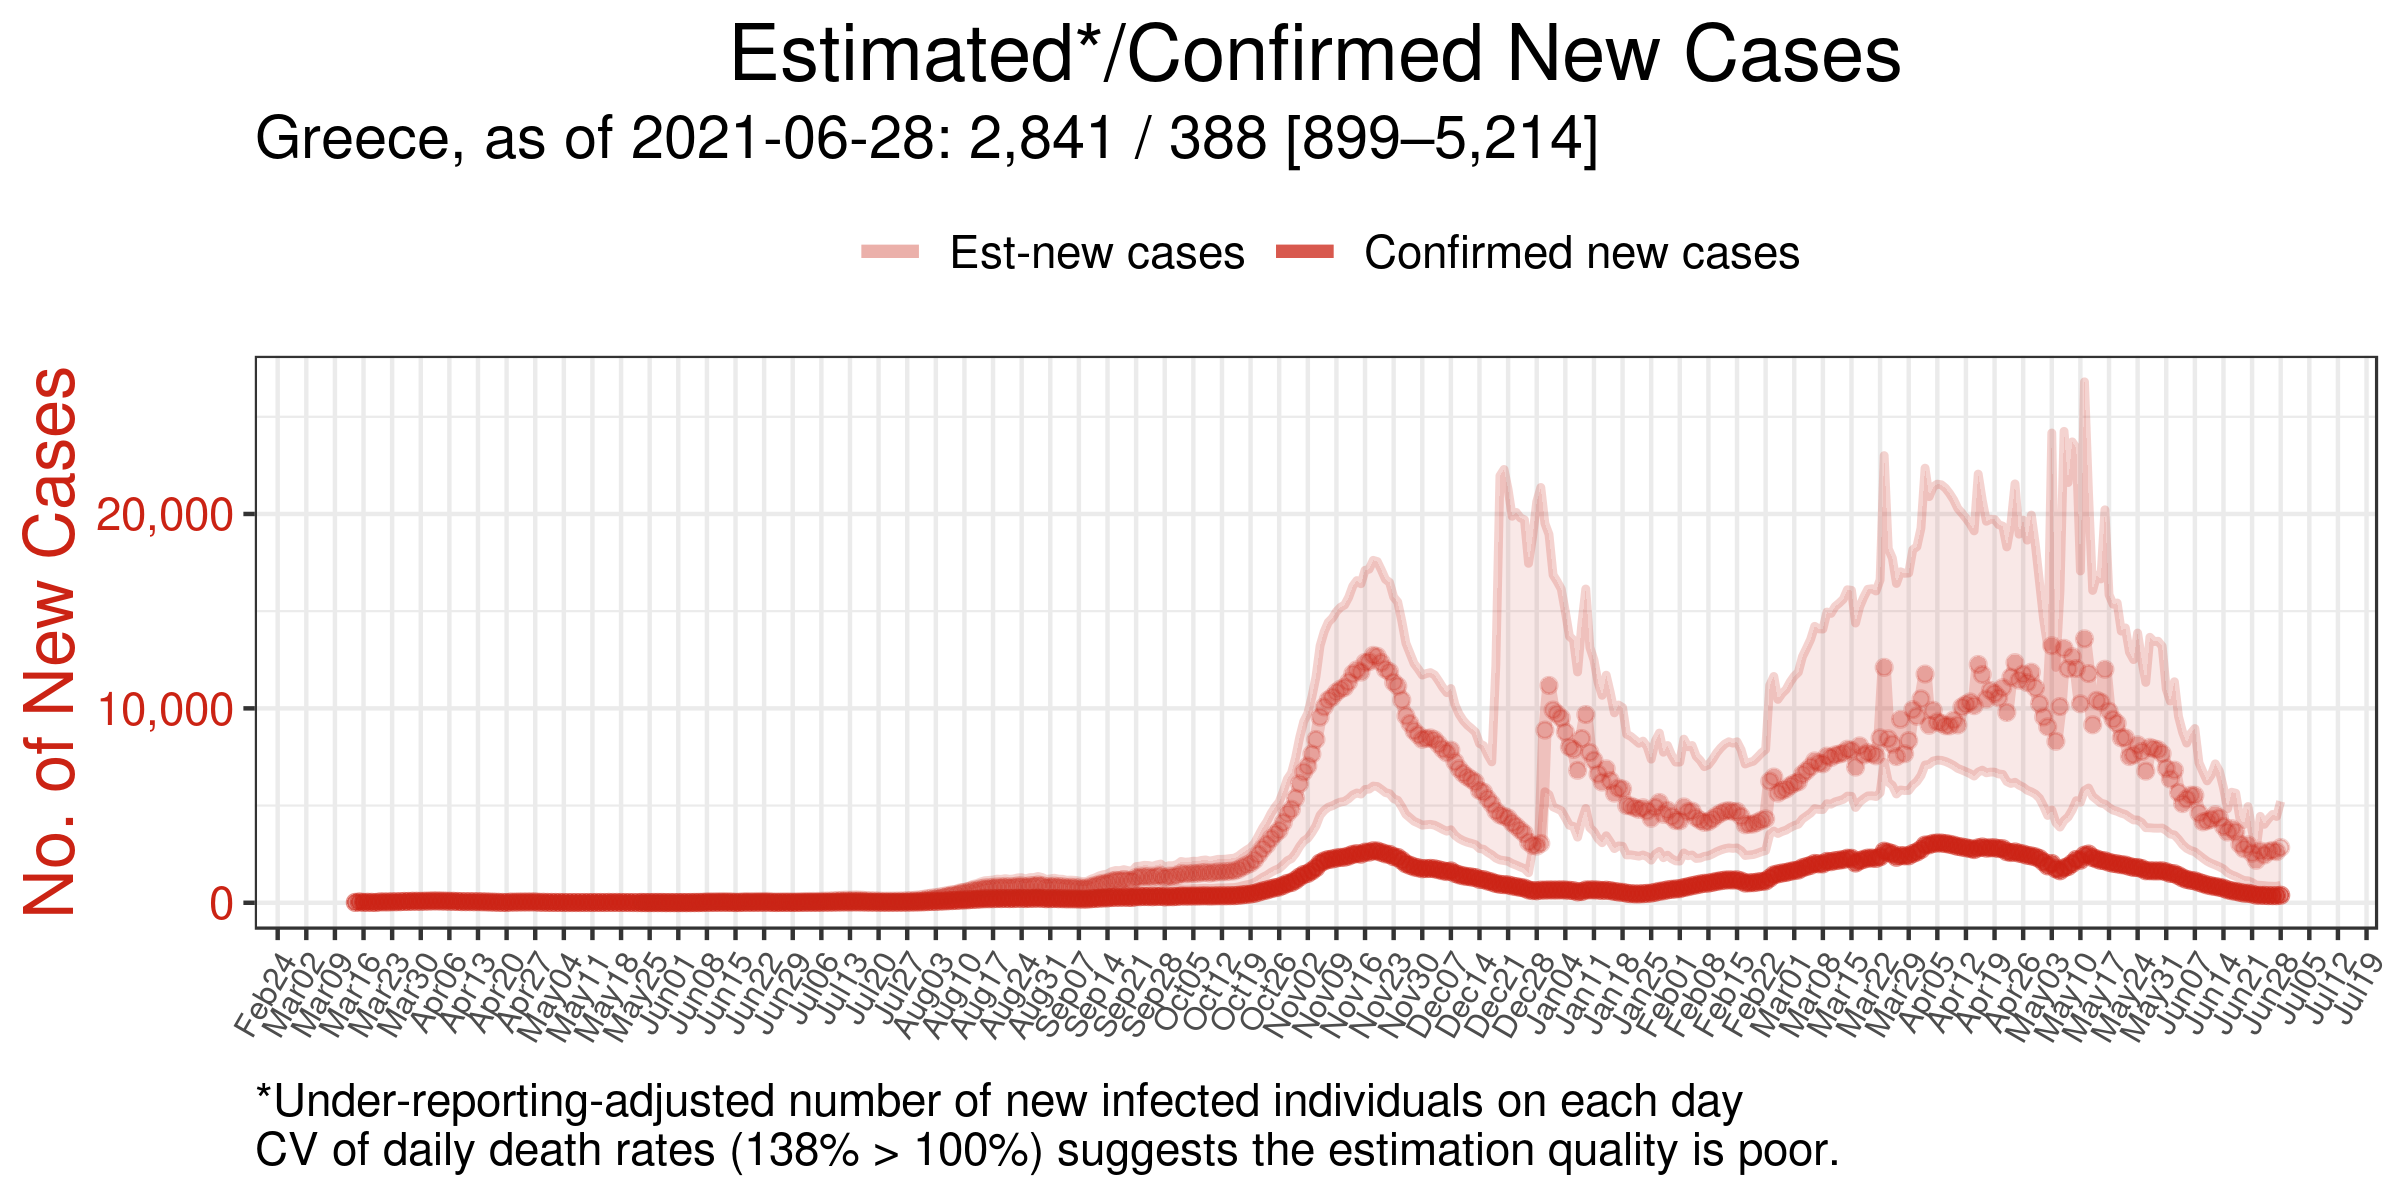 Estimated*/Confirmed New Cases
Greece, as of 2021-06-28: 2,841 / 388 [899–5,214]
Est-new cases
Confirmed new cases
No. of New Cases
20,000
10,000
0
Feb24
Mar02
Mar09
Mar16
Mar23
Mar30
Apr06
Apr13
Apr20
Apr27
May04
May11
May18
May25
Jun01
Jun08
Jun15
Jun22
Jun29
Jul06
Jul13
Jul20
Jul27
Aug03
Aug10
Aug17
Aug24
Aug31
Sep07
Sep14
Sep21
Sep28
Oct05
Oct12
Oct19
Oct26
Nov02
Nov09
Nov16
Nov23
Nov30
Dec07
Dec14
Dec21
Dec28
Jan04
Jan11
Jan18
Jan25
Feb01
Feb08
Feb15
Feb22
Mar01
Mar08
Mar15
Mar22
Mar29
Apr05
Apr12
Apr19
Apr26
May03
May10
May17
May24
May31
Jun07
Jun14
Jun21
Jun28
Jul05
Jul12
Jul19
*Under-reporting-adjusted number of new infected individuals on each day
CV of daily death rates (138% > 100%) suggests the estimation quality is poor.